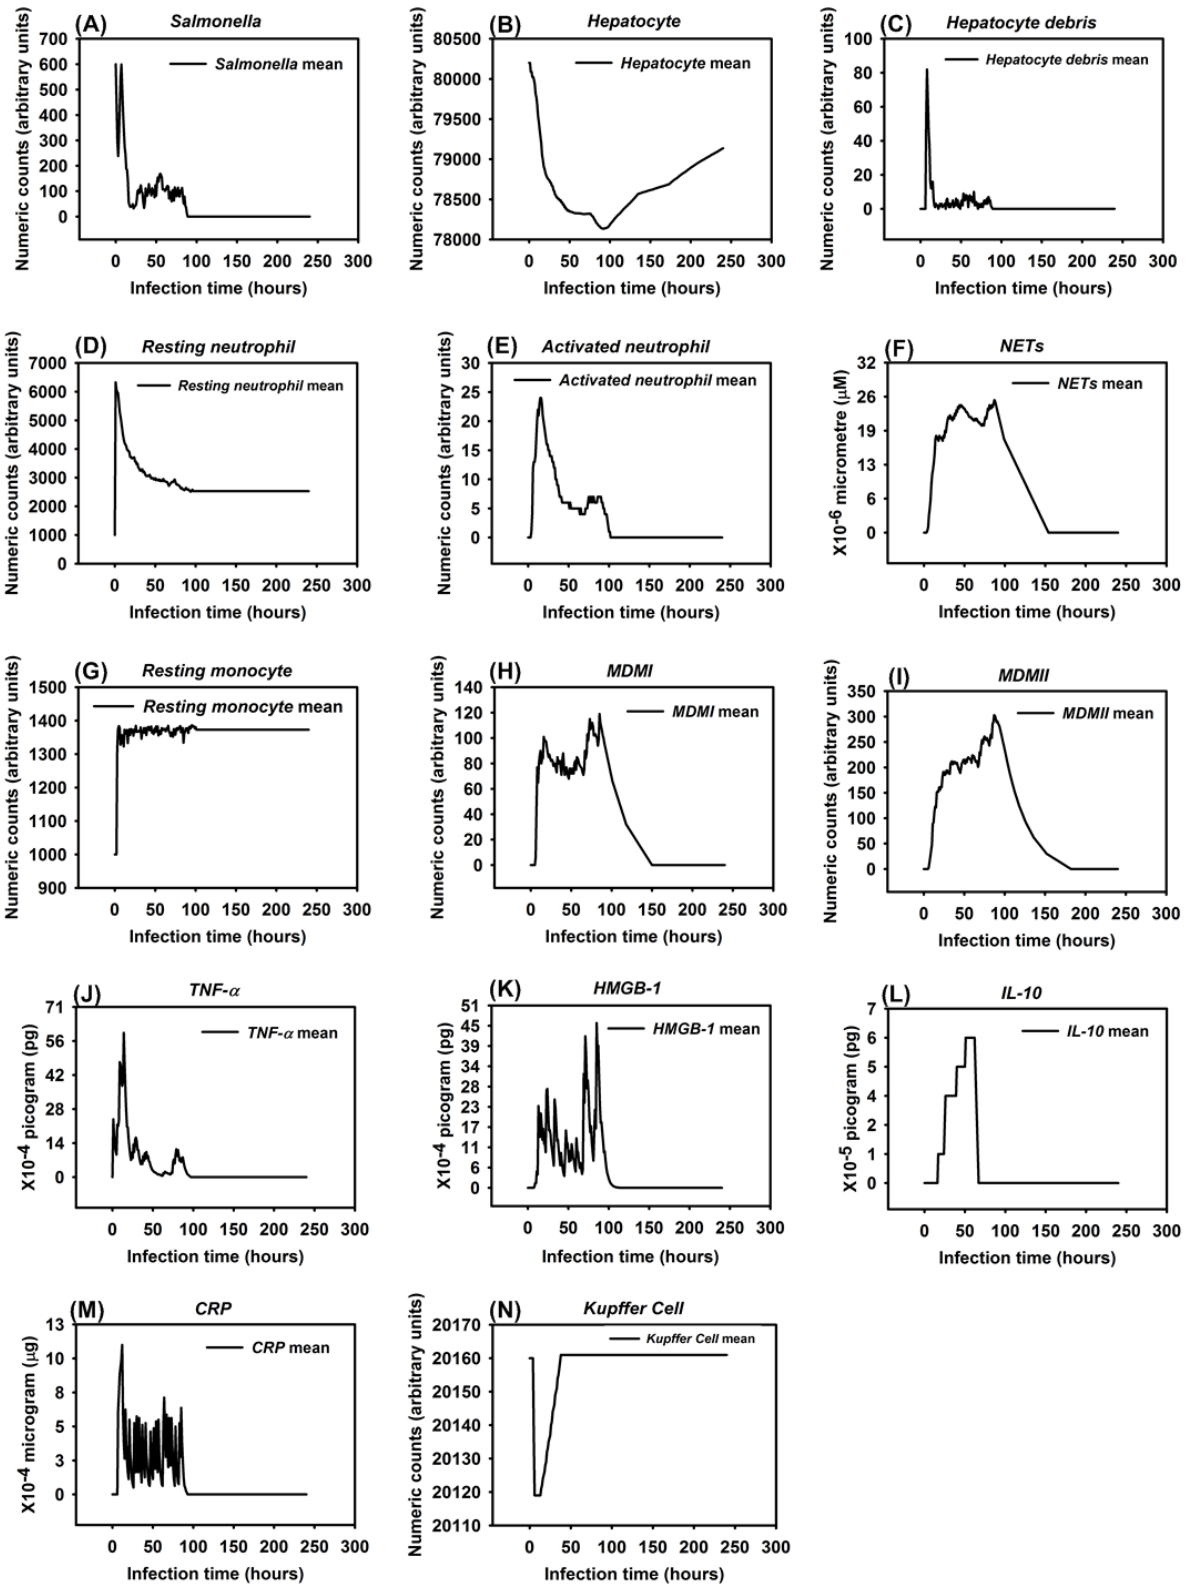 (A) Salmonella
Numeric counts (arbitrary units)
700
600
500
400
300
200
100
0
Salmonella mean
0 50 100 150 200 250 300
Infection time (hours)
(B) Hepatocyte
Numeric counts (arbitrary units)
80500
80000
79500
79000
78500
78000
Hepatocyte mean
0 50 100 150 200 250 300
Infection time (hours)
(C) Hepatocyte debris
Numeric counts (arbitrary units)
100
80
60
40
20
0
Hepatocyte debris mean
0 50 100 150 200 250 300
Infection time (hours)
(D) Resting neutrophil
Numeric counts (arbitrary units)
7000
6000
5000
4000
3000
2000
1000
0
Resting neutrophil mean
0 50 100 150 200 250 300
Infection time (hours)
(E) Activated neutrophil
Numeric counts (arbitrary units)
30
25
20
15
10
5
0
Activated neutrophil mean
0 50 100 150 200 250 300
Infection time (hours)
(F) NETs
X10-6 micrometre (μM)
32
26
19
13
6
0
NETs mean
0 50 100 150 200 250 300
Infection time (hours)
(G) Resting monocyte
Numeric counts (arbitrary units)
1500
1400
1300
1200
1100
1000
900
Resting monocyte mean
0 50 100 150 200 250 300
Infection time (hours)
(H) MDMI
Numeric counts (arbitrary units)
140
120
100
80
60
40
20
0
MDMI mean
0 50 100 150 200 250 300
Infection time (hours)
(I) MDMII
Numeric counts (arbitrary units)
350
300
250
200
150
100
50
0
MDMII mean
0 50 100 150 200 250 300
Infection time (hours)
(J) TNF-α
X10-4 picogram (pg)
71
56
42
28
14
0
TNF-α mean
0 50 100 150 200 250 300
Infection time (hours)
(K) HMGB-1
X10-4 picogram (pg)
51
45
39
34
28
23
17
11
6
0
HMGB-1 mean
0 50 100 150 200 250 300
Infection time (hours)
(L) IL-10
X10-5 picogram (pg)
7
6
5
4
2
1
0
IL-10 mean
0 50 100 150 200 250 300
Infection time (hours)
(M) CRP
X10-4 microgram (μg)
13
10
8
5
3
0
CRP mean
0 50 100 150 200 250 300
Infection time (hours)
(N) Kupffer Cell
Numeric counts (arbitrary units)
20170
20160
20150
20140
20130
20120
20110
Kupffer Cell mean
0 50 100 150 200 250 300
Infection time (hours)